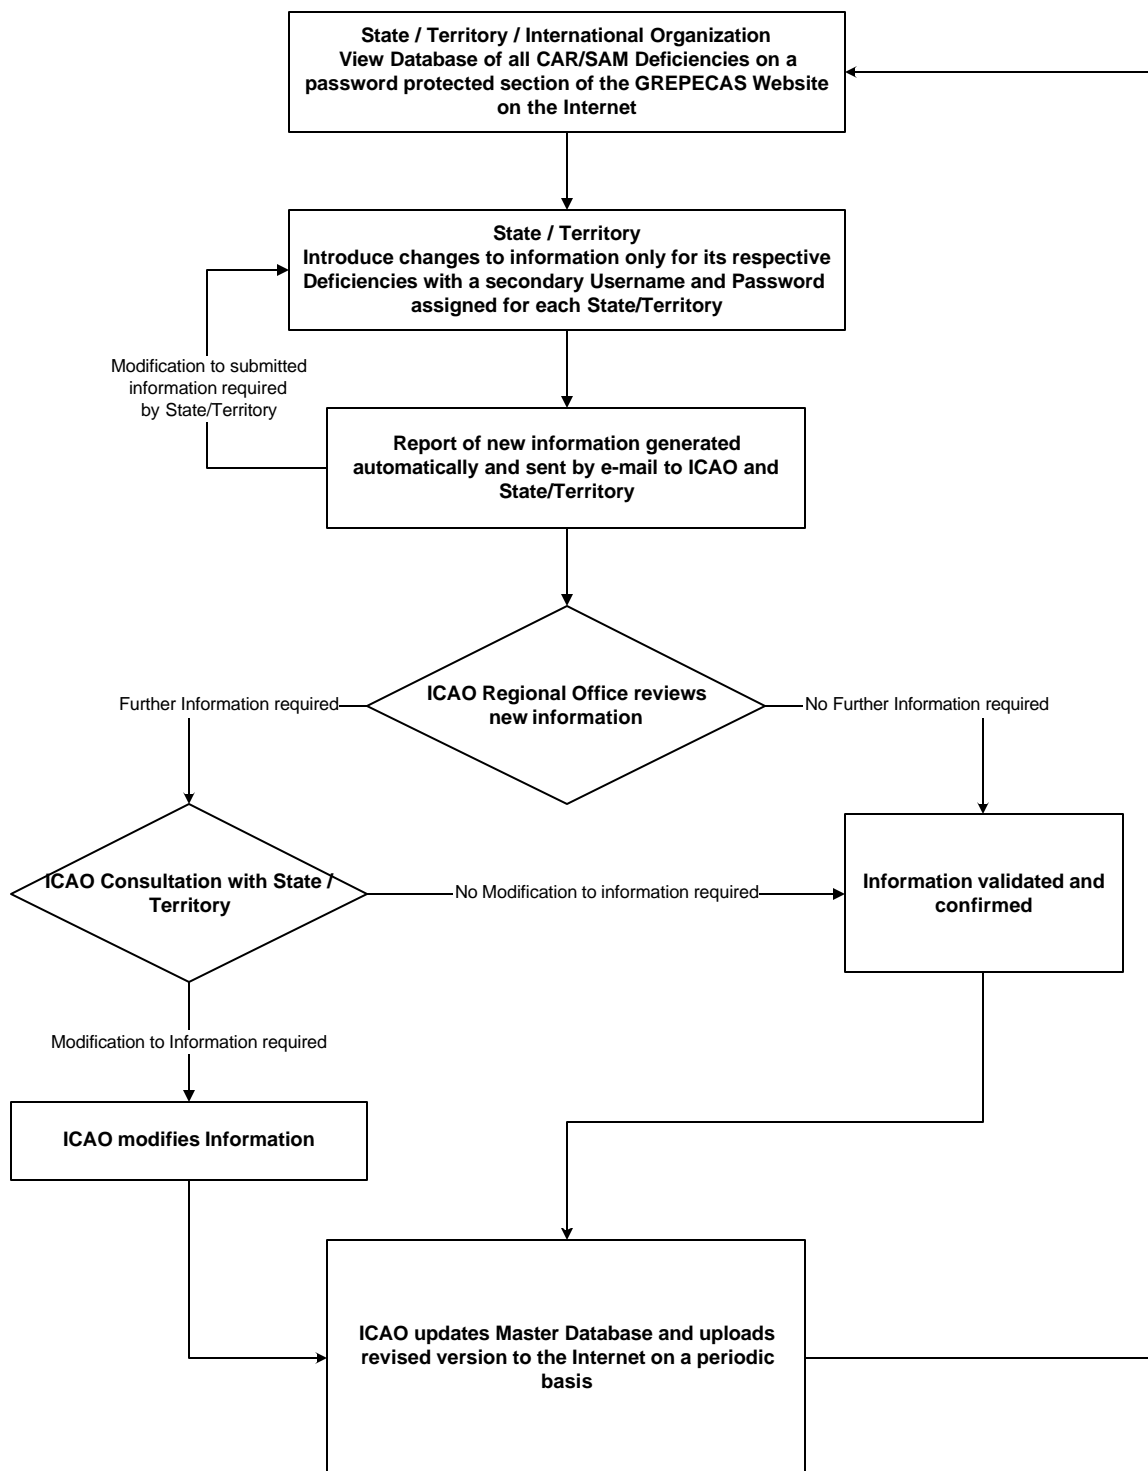 State / Territory / International Organization
View Database of all CAR/SAM Deficiencies on a
password protected section of the GREPECAS Website
on the Internet
State / Territory
Introduce changes to information only for its respective
Deficiencies with a secondary Username and Password
assigned for each State/Territory
Modification to submitted
information required
by State/Territory
Report of new information generated
automatically and sent by e-mail to ICAO and
State/Territory
ICAO Regional Office reviews
new information
Further Information required
No Further Information required
ICAO Consultation with State /
Territory
No Modification to information required
Information validated and
confirmed
Modification to Information required
ICAO modifies Information
ICAO updates Master Database and uploads
revised version to the Internet on a periodic
basis